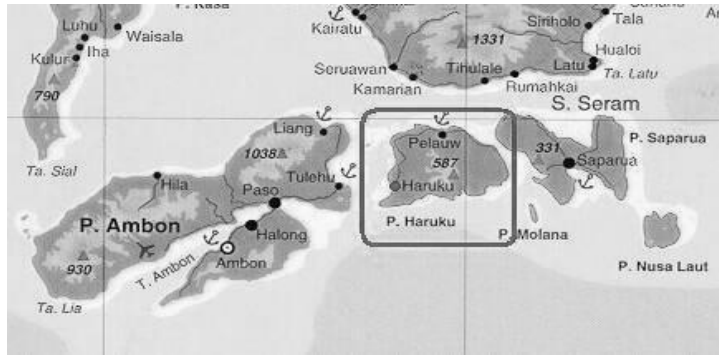 P. Kasa
Luhu
Iha
Waisala
Kulur
790
Ta. Sial
Kairatu
1331
Siriholo
Tala
Hualoi
Latu
Ta. Latu
Seruawan
Kamarian
Tihulale
Rumahkai
S. Seram
Liang
1038
Tulehu
Hila
Paso
P. Ambon
Halong
930
T. Ambon
Ambon
Ta. Lia
Pelauw
587
Haruku
P. Haruku
331
Saparua
P. Saparua
P. Molana
P. Nusa Laut